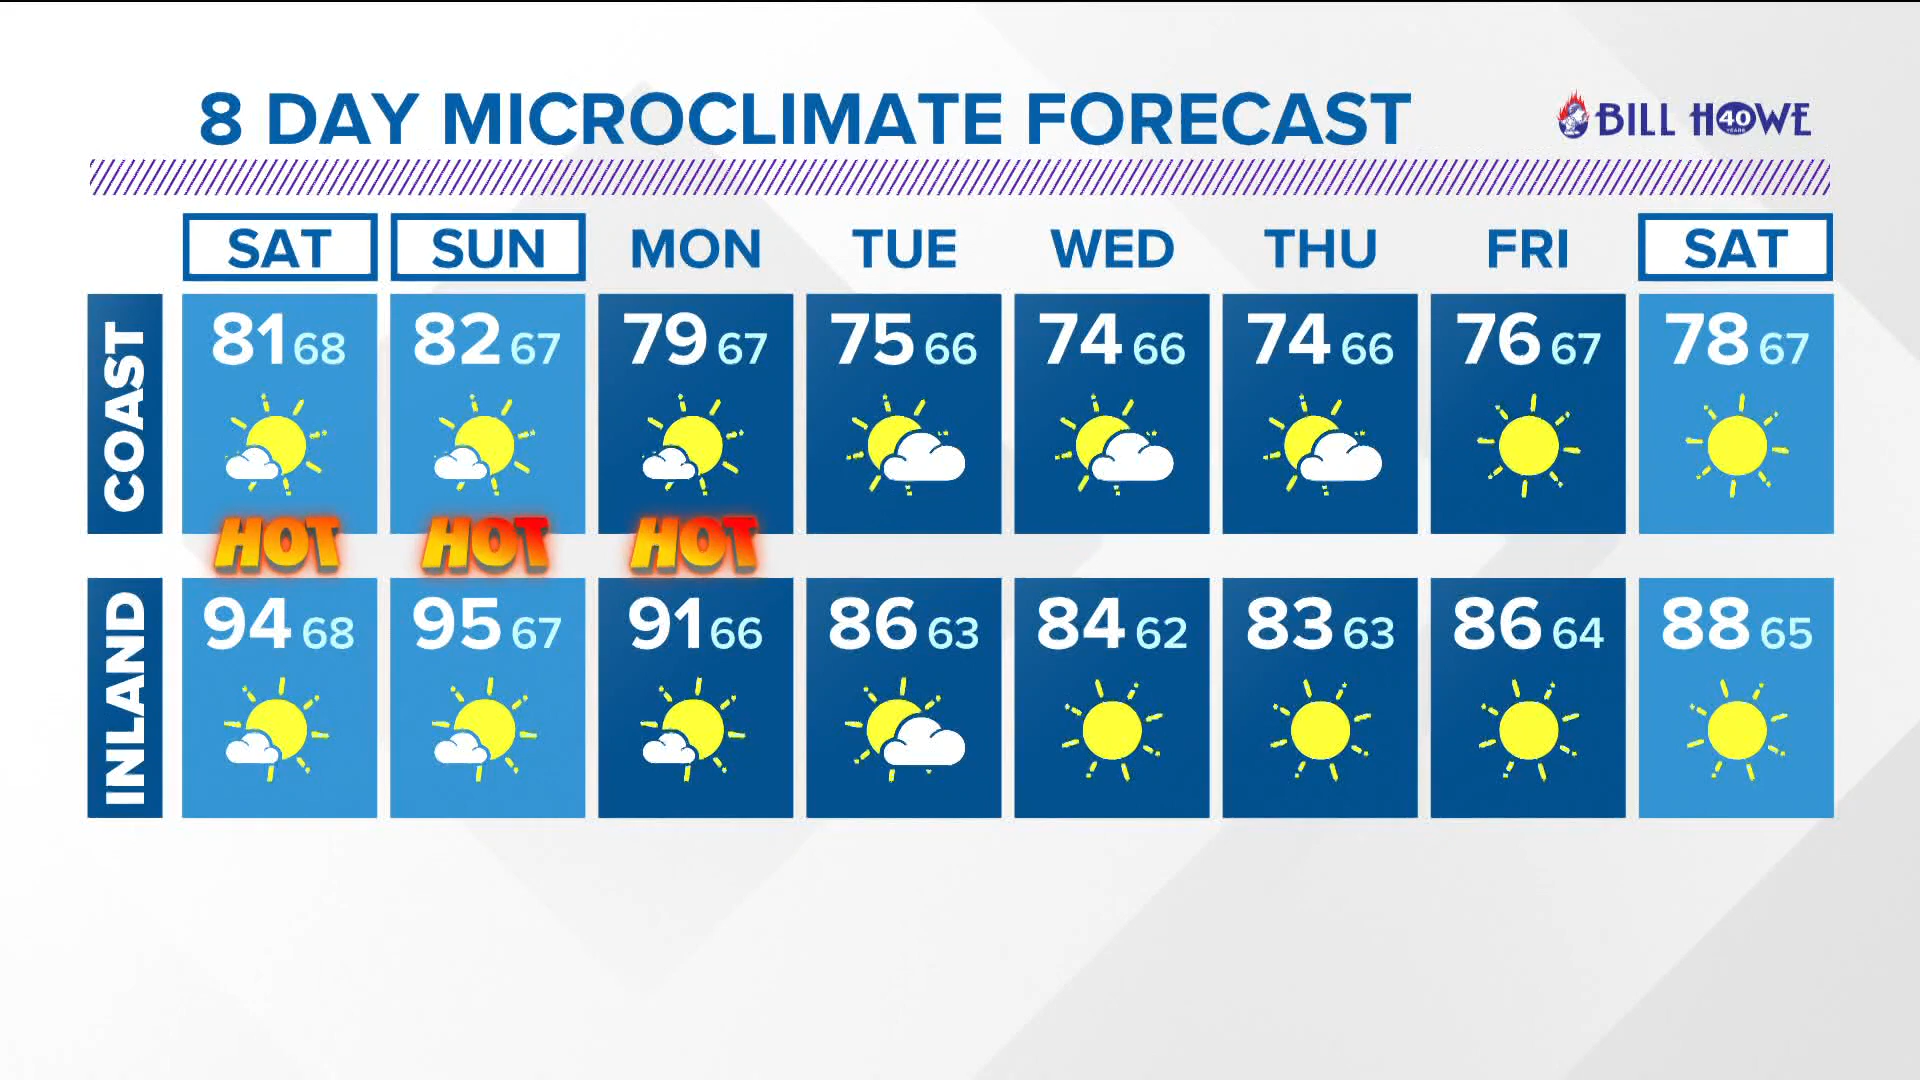 8 DAY MICROCLIMATE FORECAST
BILL HOWE
40
YEARS
SAT SUN MON TUE WED THU FRI SAT
COAST
81 68 82 67 79 67 75 66 74 66 74 66 76 67 78 67
HOT HOT HOT
INLAND
94 68 95 67 91 66 86 63 84 62 83 63 86 64 88 65